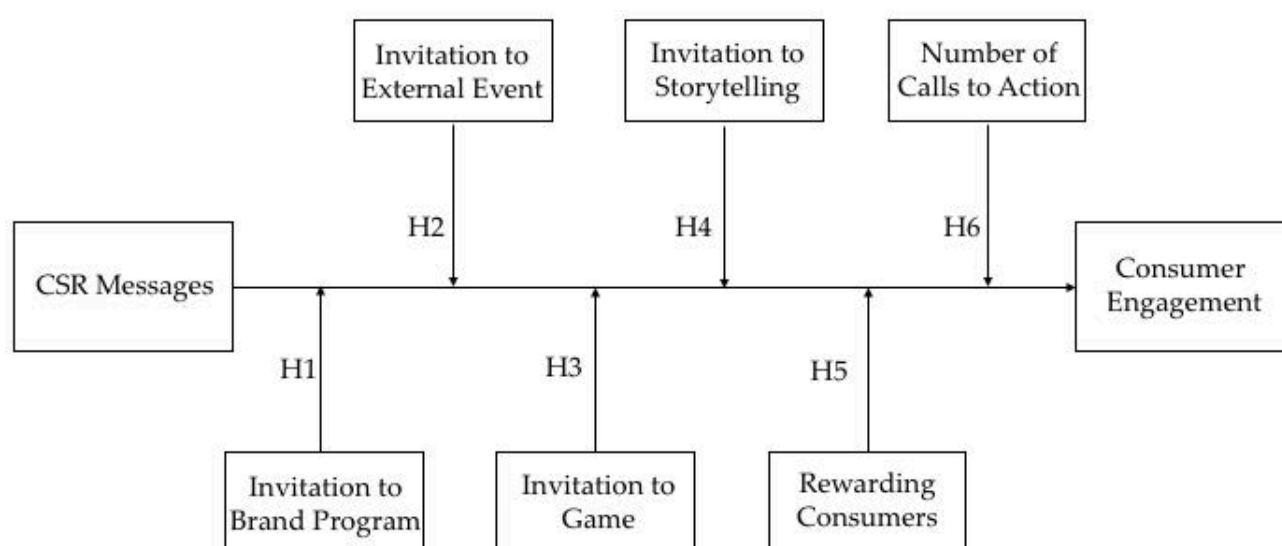 Invitation to
External Event
Invitation to
Storytelling
Number of
Calls to Action
H2
H4
H6
CSR Messages
Consumer
Engagement
H1
H3
H5
Invitation to
Brand Program
Invitation to
Game
Rewarding
Consumers